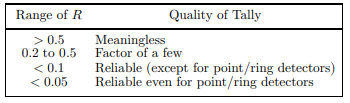 Range of R Quality of Tally
> 0.5 Meaningless
0.2 to 0.5 Factor of a few
< 0.1 Reliable (except for point/ring detectors)
< 0.05 Reliable even for point/ring detectors